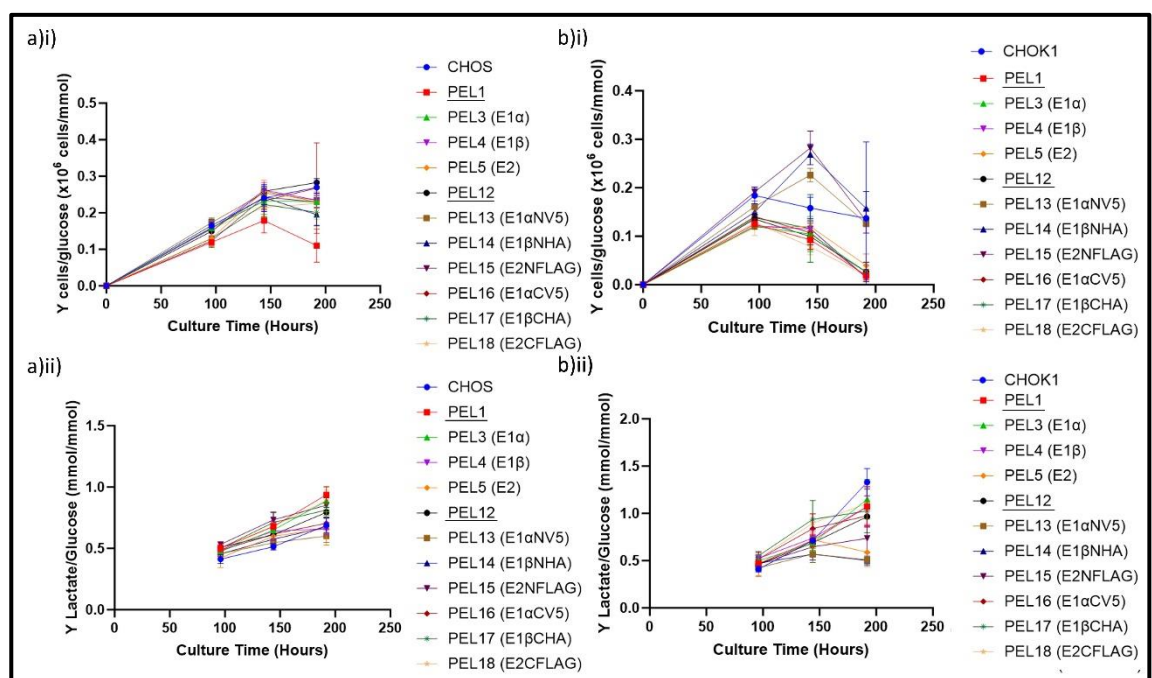 a)i)
CHOS
PEL1
PEL3 (E1α)
PEL4 (E1β)
PEL5 (E2)
PEL12
PEL13 (E1αNV5)
PEL14 (E1βNHA)
PEL15 (E2NFLAG)
PEL16 (E1αCV5)
PEL17 (E1βCHA)
PEL18 (E2CFLAG)
Y cells/glucose (x10⁶ cells/mmol)
0.5
0.4
0.3
0.2
0.1
0.0
0 50 100 150 200 250
Culture Time (Hours)
b)i)
CHOK1
PEL1
PEL3 (E1α)
PEL4 (E1β)
PEL5 (E2)
PEL12
PEL13 (E1αNV5)
PEL14 (E1βNHA)
PEL15 (E2NFLAG)
PEL16 (E1αCV5)
PEL17 (E1βCHA)
PEL18 (E2CFLAG)
Y cells/glucose (x10⁶ cells/mmol)
0.4
0.3
0.2
0.1
0.0
0 50 100 150 200 250
Culture Time (Hours)
a)ii)
CHOS
PEL1
PEL3 (E1α)
PEL4 (E1β)
PEL5 (E2)
PEL12
PEL13 (E1αNV5)
PEL14 (E1βNHA)
PEL15 (E2NFLAG)
PEL16 (E1αCV5)
PEL17 (E1βCHA)
PEL18 (E2CFLAG)
Y Lactate/Glucose (mmol/mmol)
1.5
1.0
0.5
0.0
0 50 100 150 200 250
Culture Time (Hours)
b)ii)
CHOK1
PEL1
PEL3 (E1α)
PEL4 (E1β)
PEL5 (E2)
PEL12
PEL13 (E1αNV5)
PEL14 (E1βNHA)
PEL15 (E2NFLAG)
PEL16 (E1αCV5)
PEL17 (E1βCHA)
PEL18 (E2CFLAG)
Y Lactate/Glucose (mmol/mmol)
2.0
1.5
1.0
0.5
0.0
0 50 100 150 200 250
Culture Time (Hours)